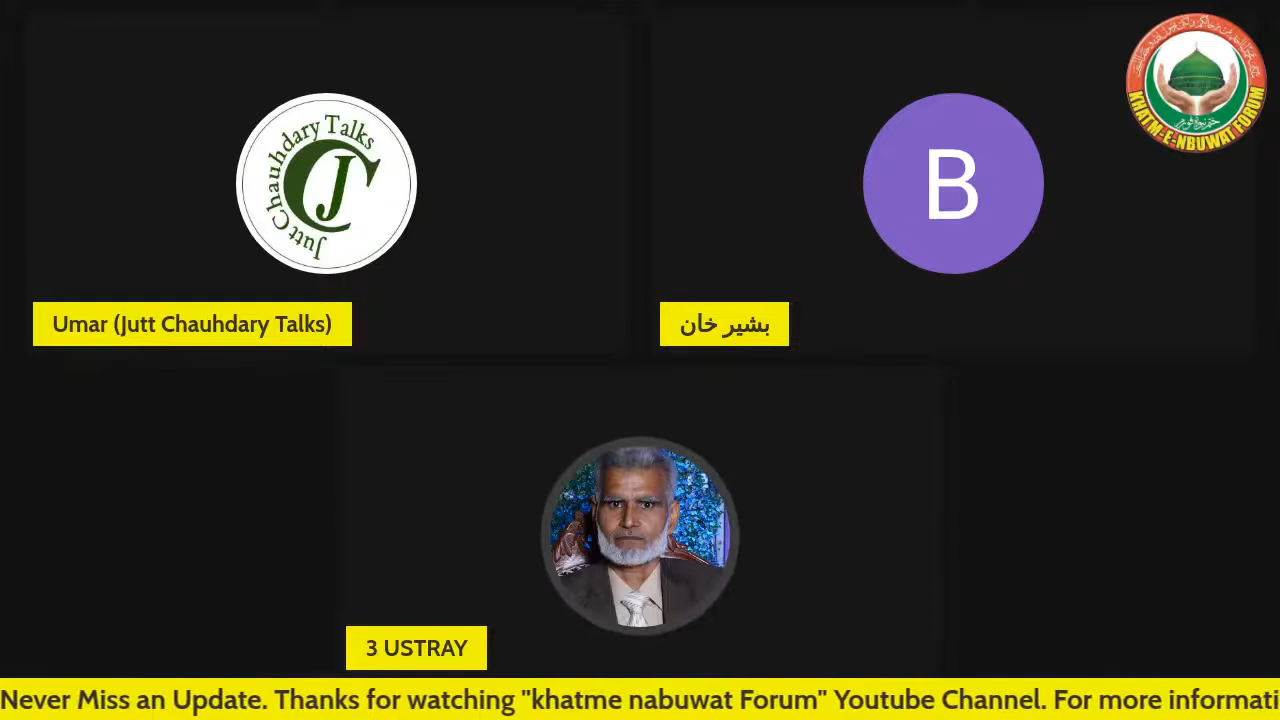 Jutt Chauhdary Talks
JC
B
KHATM-E-NBUWAT FORUM
Umar (Jutt Chauhdary Talks)
بشیر خان
3 USTRAY
Never Miss an Update. Thanks for watching "khatme nabuwat Forum" Youtube Channel. For more informati